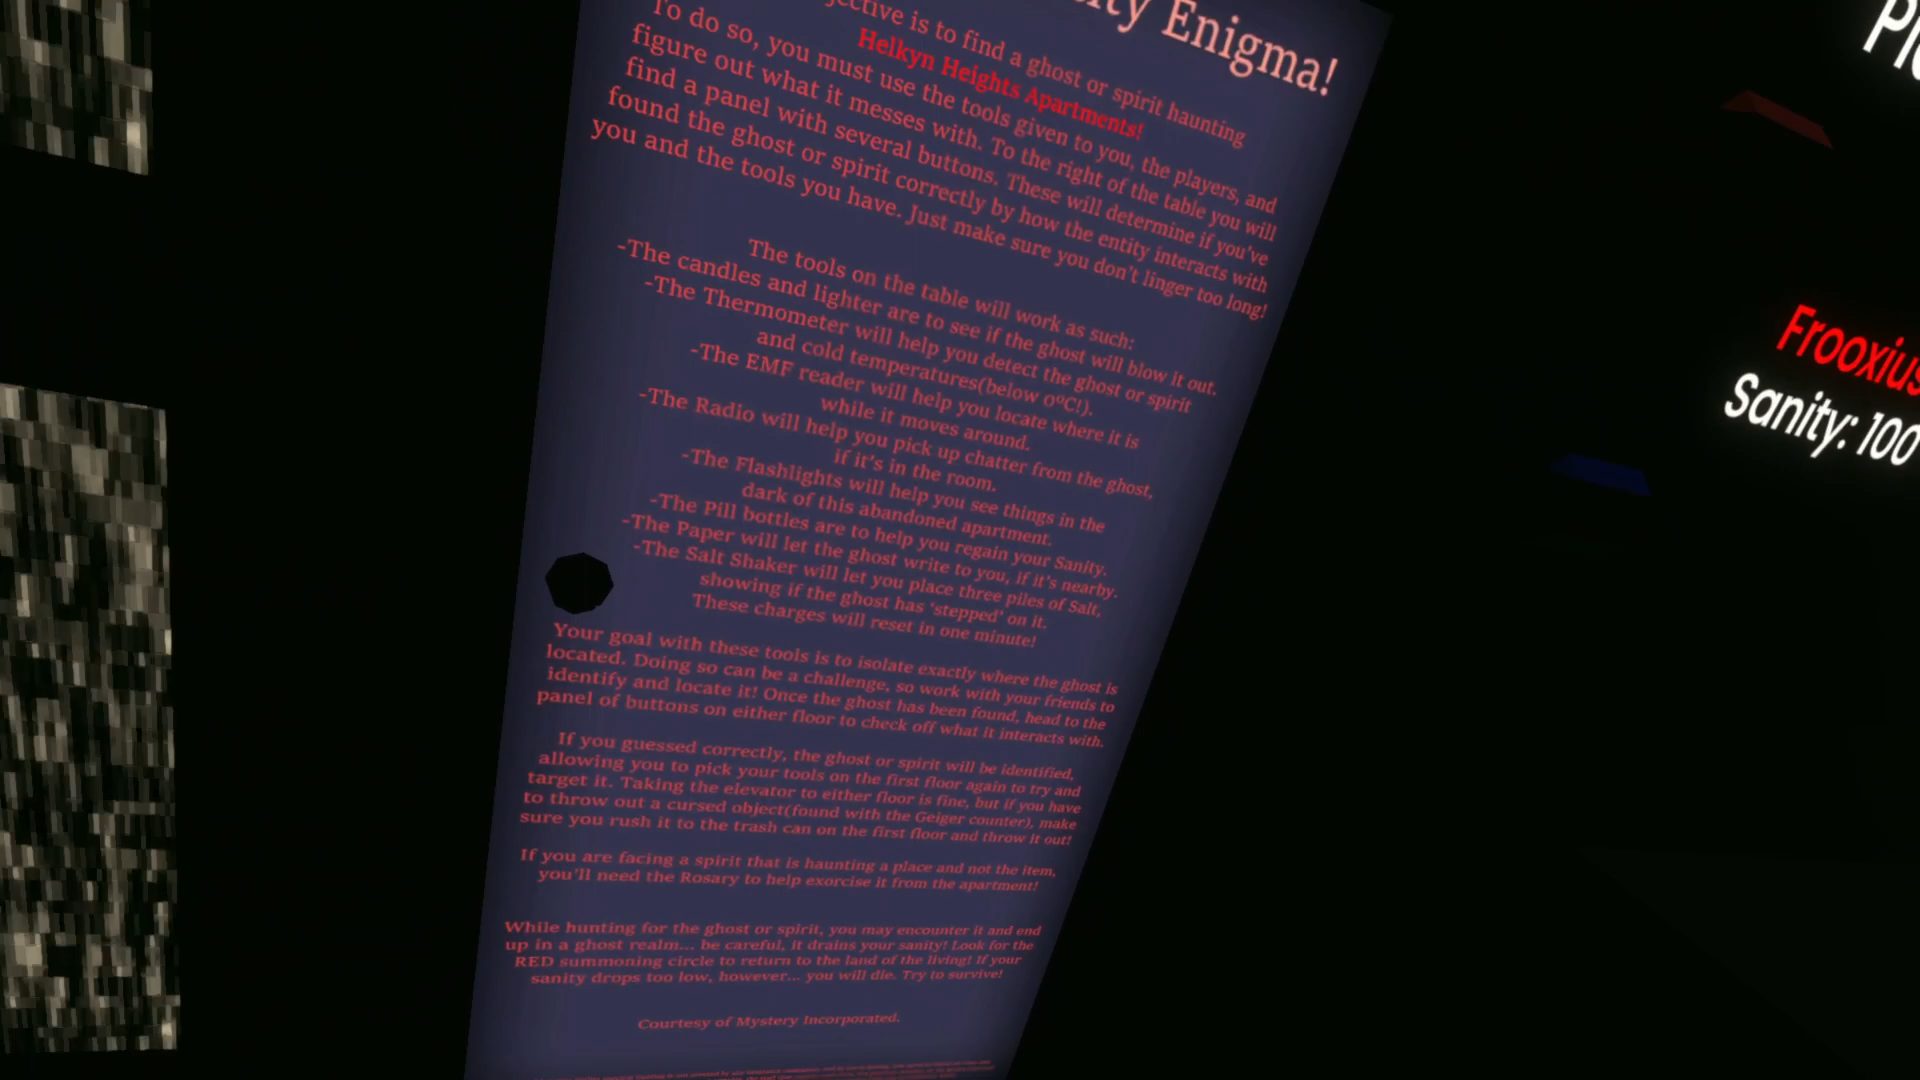 ity Enigma!
jective is to find a ghost or spirit haunting
Helkyn Heights Apartments!
To do so, you must use the tools given to you, the players, and
figure out what it messes with. To the right of the table you will
find a panel with several buttons. These will determine if you've
found the ghost or spirit correctly by how the entity interacts with
you and the tools you have. Just make sure you don't linger too long!
The tools on the table will work as such:
-The candles and lighter are to see if the ghost will blow it out.
-The Thermometer will help you detect the ghost or spirit
and cold temperatures(below 0ºC!).
-The EMF reader will help you locate where it is
while it moves around.
-The Radio will help you pick up chatter from the ghost,
if it's in the room.
-The Flashlights will help you see things in the
dark of this abandoned apartment.
-The Pill bottles are to help you regain your Sanity.
-The Paper will let the ghost write to you, if it's nearby.
-The Salt Shaker will let you place three piles of Salt,
showing if the ghost has 'stepped' on it.
These charges will reset in one minute!
Your goal with these tools is to isolate exactly where the ghost is
located. Doing so can be a challenge, so work with your friends to
identify and locate it! Once the ghost has been found, head to the
panel of buttons on either floor to check off what it interacts with.
If you guessed correctly, the ghost or spirit will be identified,
allowing you to pick your tools on the first floor again to try and
target it. Taking the elevator to either floor is fine, but if you have
to throw out a cursed object(found with the Geiger counter), make
sure you rush it to the trash can on the first floor and throw it out!
If you are facing a spirit that is haunting a place and not the item,
you'll need the Rosary to help exorcise it from the apartment!
While hunting for the ghost or spirit, you may encounter it and end
up in a ghost realm... be careful, it drains your sanity! Look for the
RED summoning circle to return to the land of the living! If your
sanity drops too low, however... you will die. Try to survive!
Courtesy of Mystery Incorporated.
Pl
Frooxius
Sanity: 100